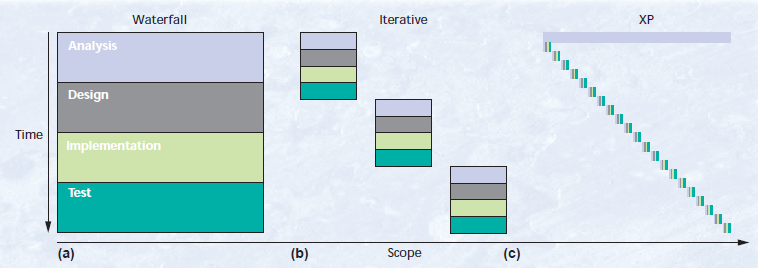 Waterfall
Iterative
XP
Analysis
Design
Time
Implementation
Test
(a)
(b)
Scope
(c)